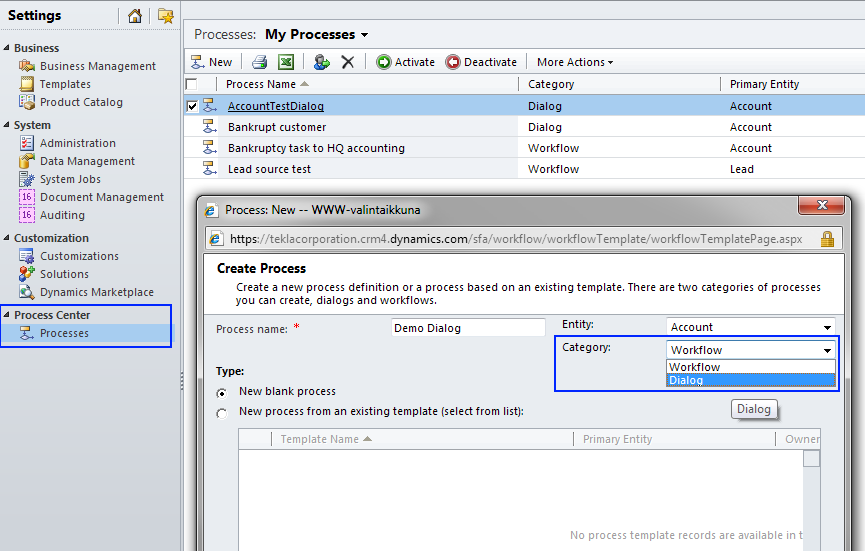 Settings
Business
Business Management
Templates
Product Catalog
System
Administration
Data Management
System Jobs
16 Document Management
16 Auditing
Customization
Customizations
Solutions
Dynamics Marketplace
Process Center
Processes
Processes: My Processes
New Activate Deactivate More Actions
Process Name Category Primary Entity
AccountTestDialog Dialog Account
Bankrupt customer Dialog Account
Bankruptcy task to HQ accounting Workflow Account
Lead source test Workflow Lead
Process: New -- WWW-valintaikkuna
https://teklacorporation.crm4.dynamics.com/sfa/workflow/workflowTemplate/workflowTemplatePage.aspx
Create Process
Create a new process definition or a process based on an existing template. There are two categories of processes
you can create, dialogs and workflows.
Process name: * Demo Dialog Entity: Account
Category: Workflow
Workflow
Dialog
Type:
New blank process
New process from an existing template (select from list):
Dialog
Template Name Primary Entity Owner
No process template records are available in t